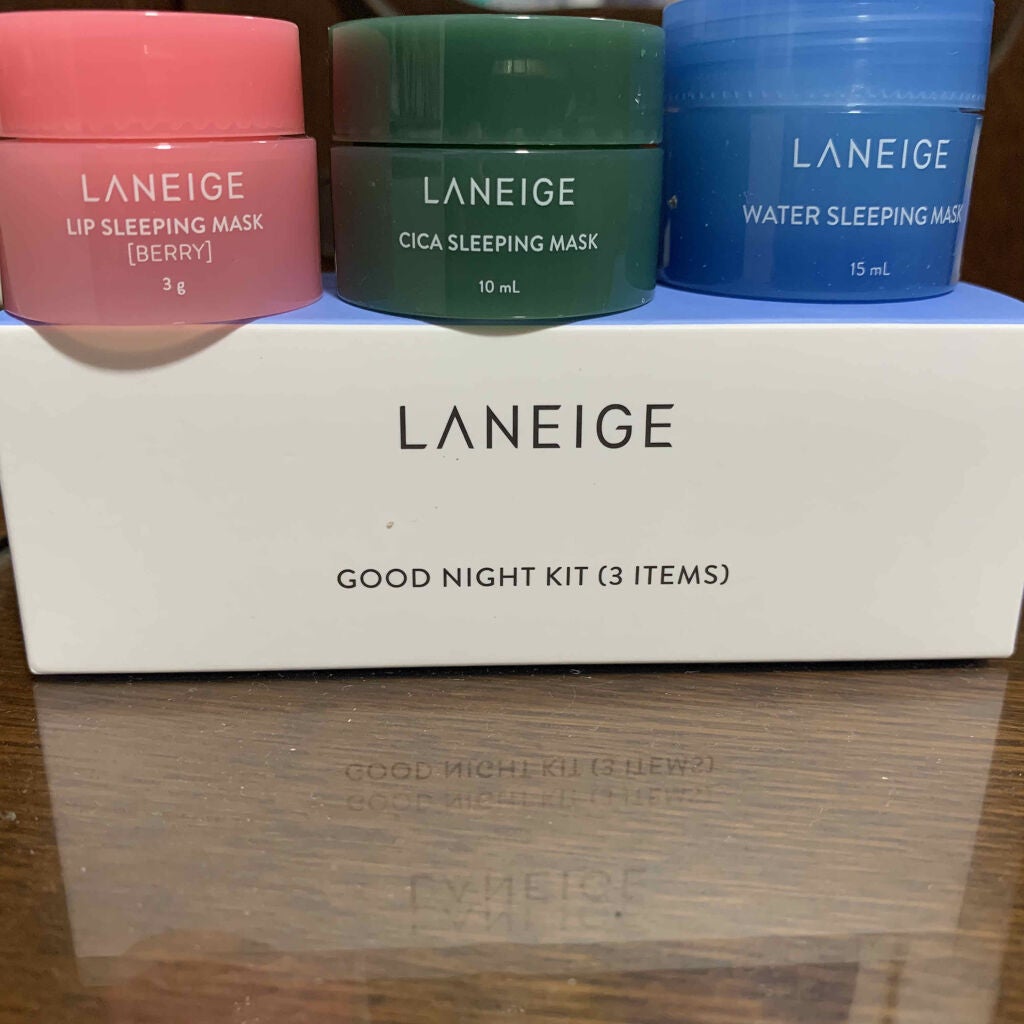 LANEIGE
LIP SLEEPING MASK
[BERRY]
3 g
LANEIGE
CICA SLEEPING MASK
10 mL
LANEIGE
WATER SLEEPING MASK
15 mL
LANEIGE
GOOD NIGHT KIT (3 ITEMS)